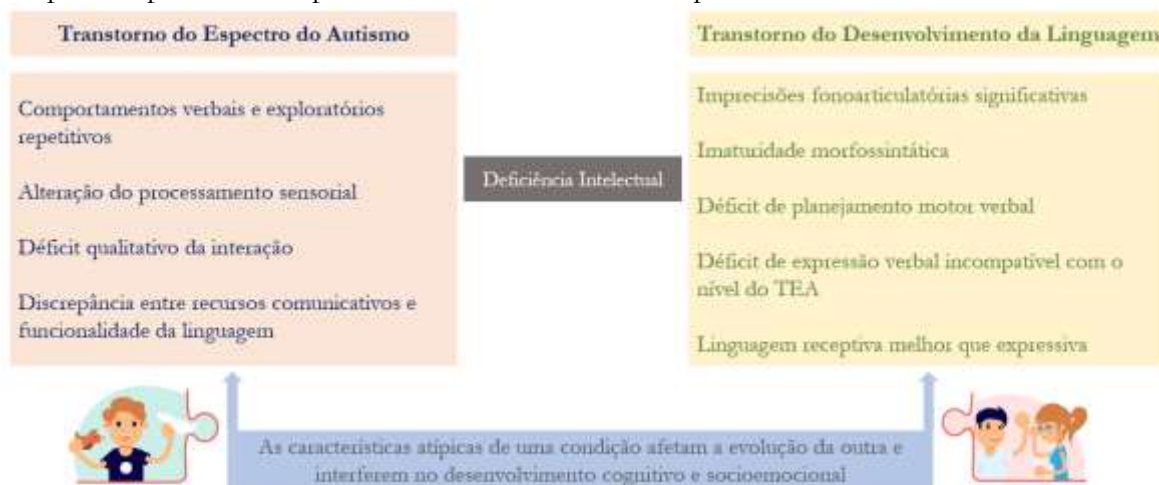 Transtorno do Espectro do Autismo
Comportamentos verbais e exploratórios
repetitivos
Alteração do processamento sensorial
Déficit qualitativo da interação
Discrepância entre recursos comunicativos e
funcionalidade da linguagem
Deficiência Intelectual
Transtorno do Desenvolvimento da Linguagem
Imprecisões fonoarticulatórias significativas
Imaturidade morfossintática
Déficit de planejamento motor verbal
Déficit de expressão verbal incompatível com o
nível do TEA
Linguagem receptiva melhor que expressiva
As características atípicas de uma condição afetam a evolução da outra e
interferem no desenvolvimento cognitivo e socioemocional